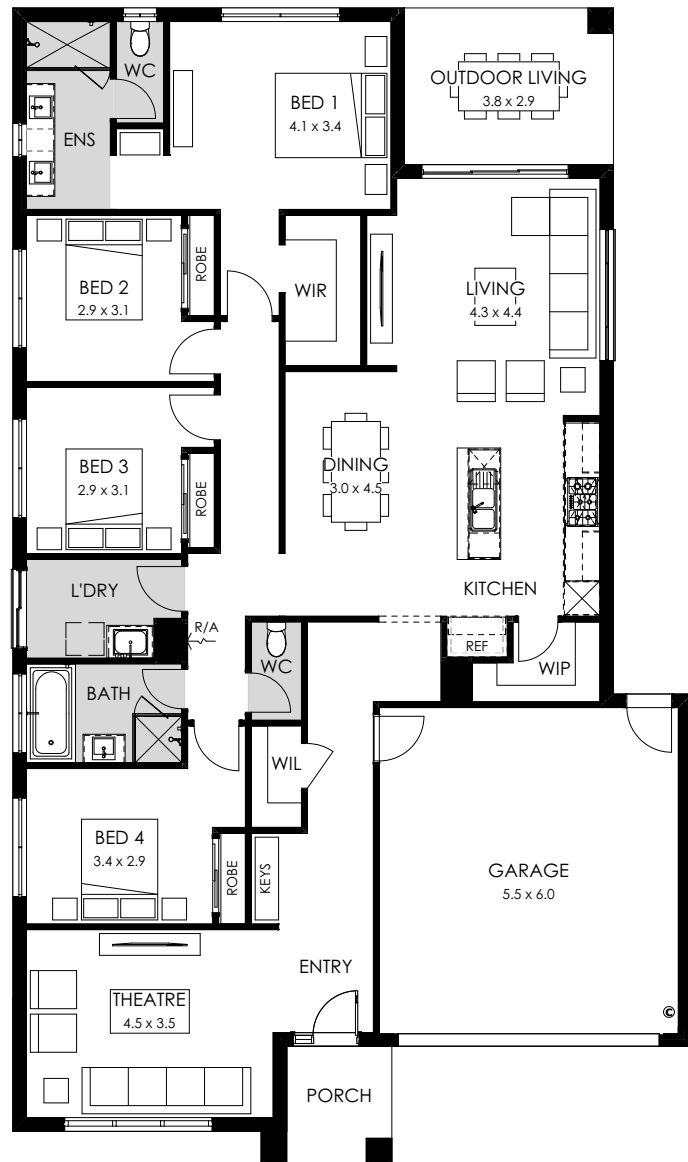 WC
BED 1
4.1 x 3.4
OUTDOOR LIVING
3.8 x 2.9
ENS
BED 2
2.9 x 3.1
ROBE
WIR
LIVING
4.3 x 4.4
BED 3
2.9 x 3.1
ROBE
DINING
3.0 x 4.5
L'DRY
KITCHEN
R/A
WC
REF
WIP
BATH
WIL
BED 4
3.4 x 2.9
ROBE
KEYS
GARAGE
5.5 x 6.0
ENTRY
THEATRE
4.5 x 3.5
©
PORCH